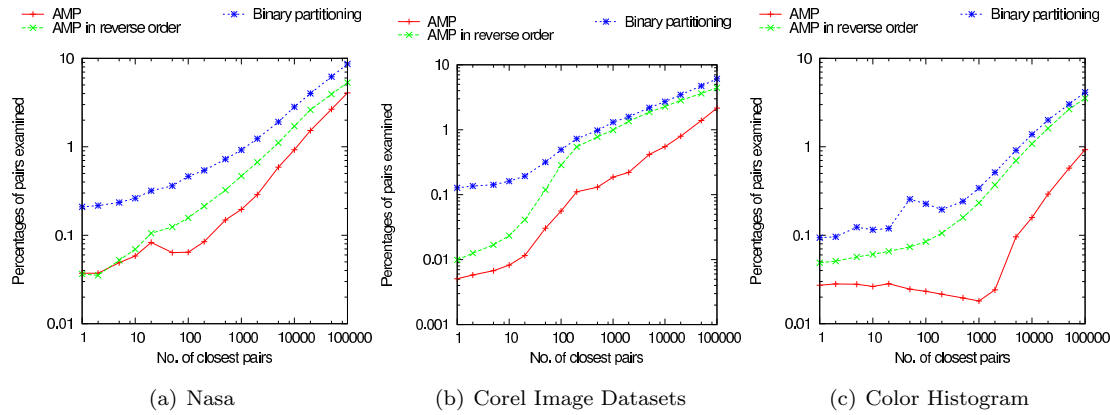 AMP
AMP in reverse order
Binary partitioning
Percentages of pairs examined
10
1
0.1
0.01
1 10 100 1000 10000 100000
No. of closest pairs
(a) Nasa
AMP
AMP in reverse order
Binary partitioning
Percentages of pairs examined
10
1
0.1
0.01
0.001
1 10 100 1000 10000 100000
No. of closest pairs
(b) Corel Image Datasets
AMP
AMP in reverse order
Binary partitioning
Percentages of pairs examined
10
1
0.1
0.01
1 10 100 1000 10000 100000
No. of closest pairs
(c) Color Histogram